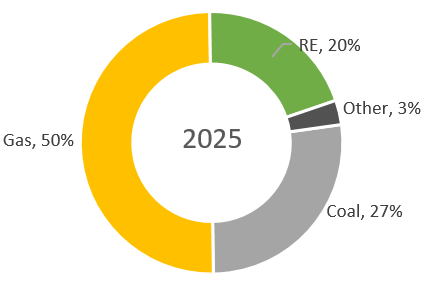 RE, 20%
Other, 3%
2025
Gas, 50%
Coal, 27%